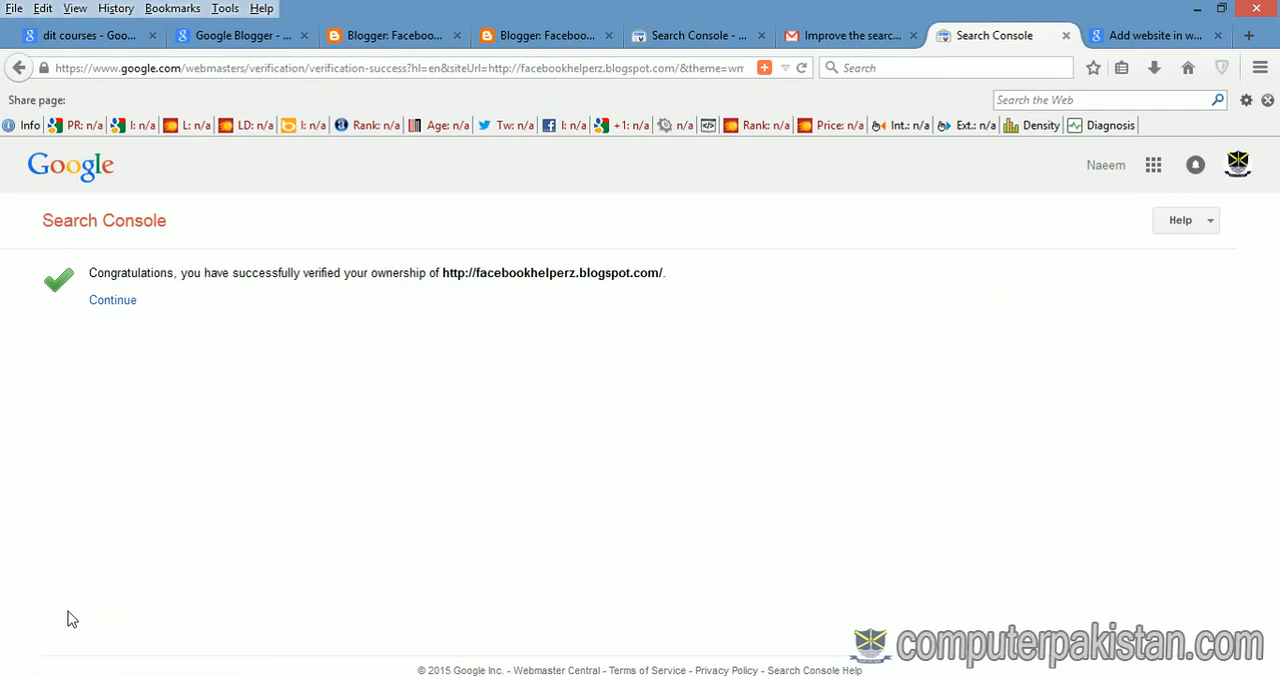 File Edit View History Bookmarks Tools Help
dit courses - Goo... Google Blogger - ... Blogger: Faceboo... Blogger: Faceboo... Search Console - ... Improve the searc... Search Console Add website in w...
https://www.google.com/webmasters/verification/verification-success?hl=en&siteUrl=http://facebookhelperz.blogspot.com/&theme=wm Search
Share page: Search the Web
Info PR: n/a I: n/a L: n/a LD: n/a I: n/a Rank: n/a Age: n/a Tw: n/a I: n/a +1: n/a n/a Rank: n/a Price: n/a Int.: n/a Ext.: n/a Density Diagnosis
Google Naeem
Search Console Help
Congratulations, you have successfully verified your ownership of http://facebookhelperz.blogspot.com/.
Continue
computerpakistan.com
© 2015 Google Inc. - Webmaster Central - Terms of Service - Privacy Policy - Search Console Help